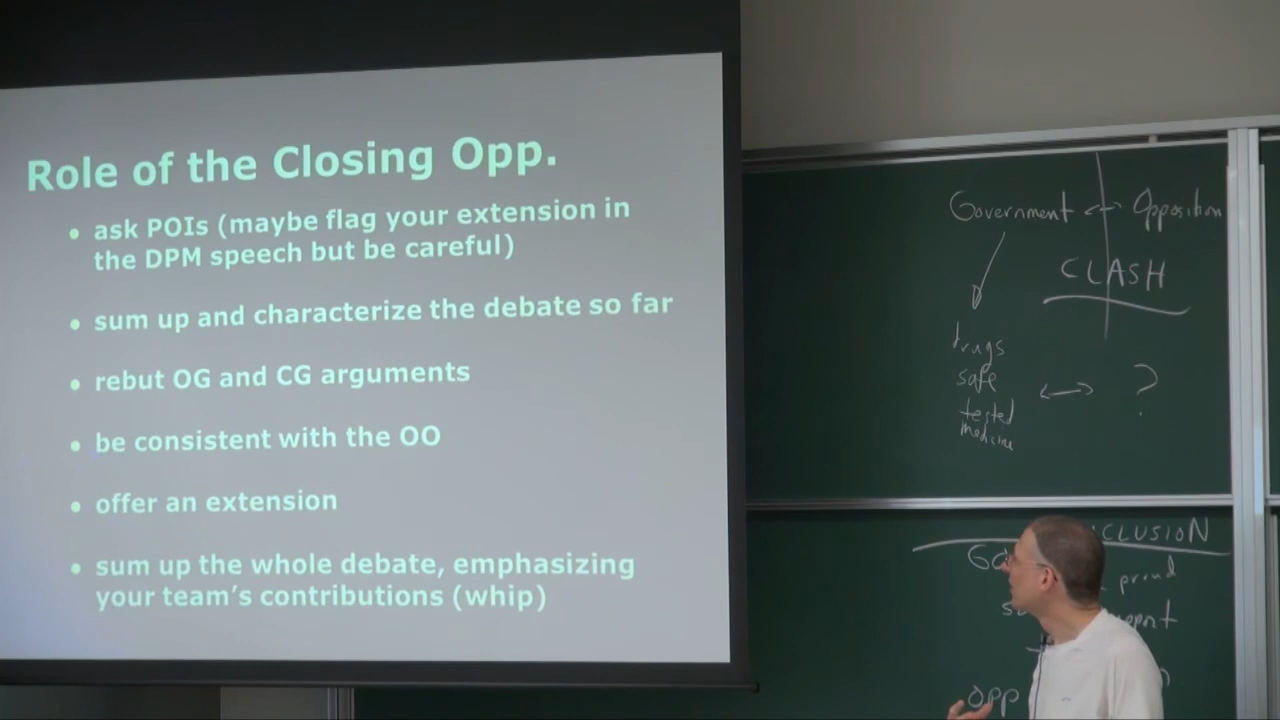 Role of the Closing Opp.
• ask POIs (maybe flag your extension in
the DPM speech but be careful)
• sum up and characterize the debate so far
• rebut OG and CG arguments
• be consistent with the OO
• offer an extension
• sum up the whole debate, emphasizing
your team's contributions (whip)
Government ↔ Opposition
CLASH
drugs
safe
tested
medicine
↔ ?
proud
Opp